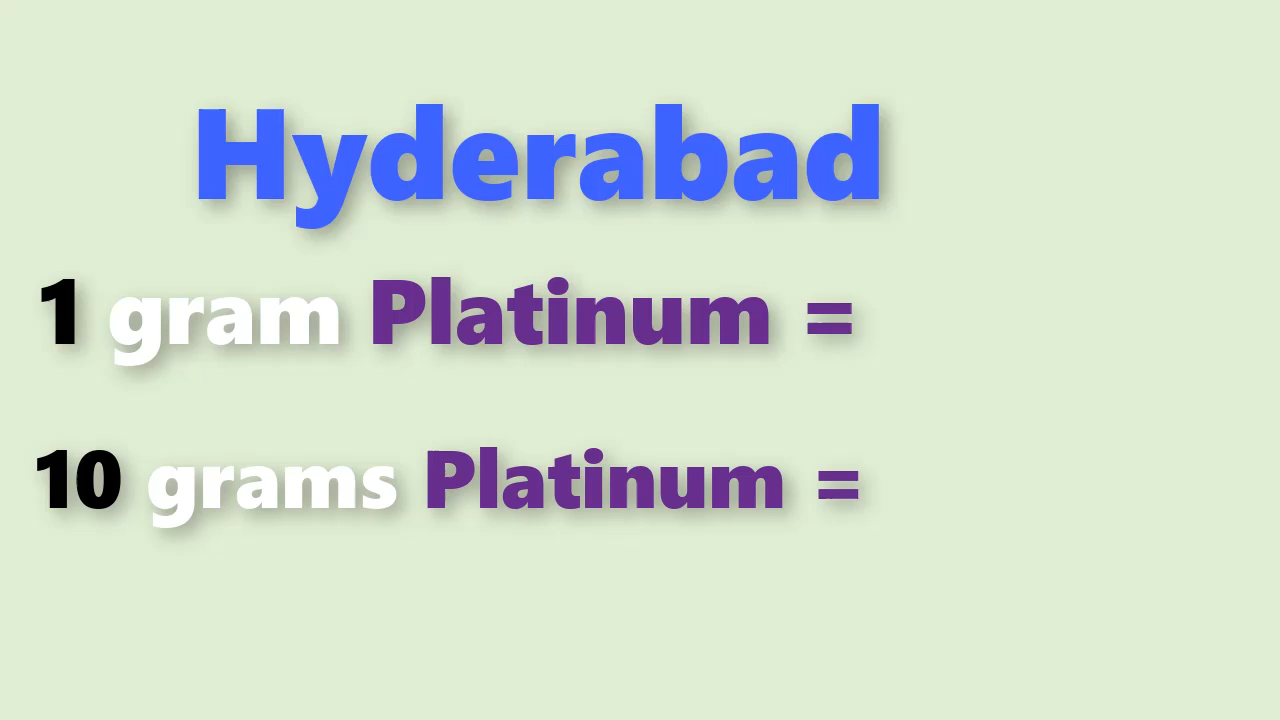 Hyderabad
1 gram Platinum =
10 grams Platinum =